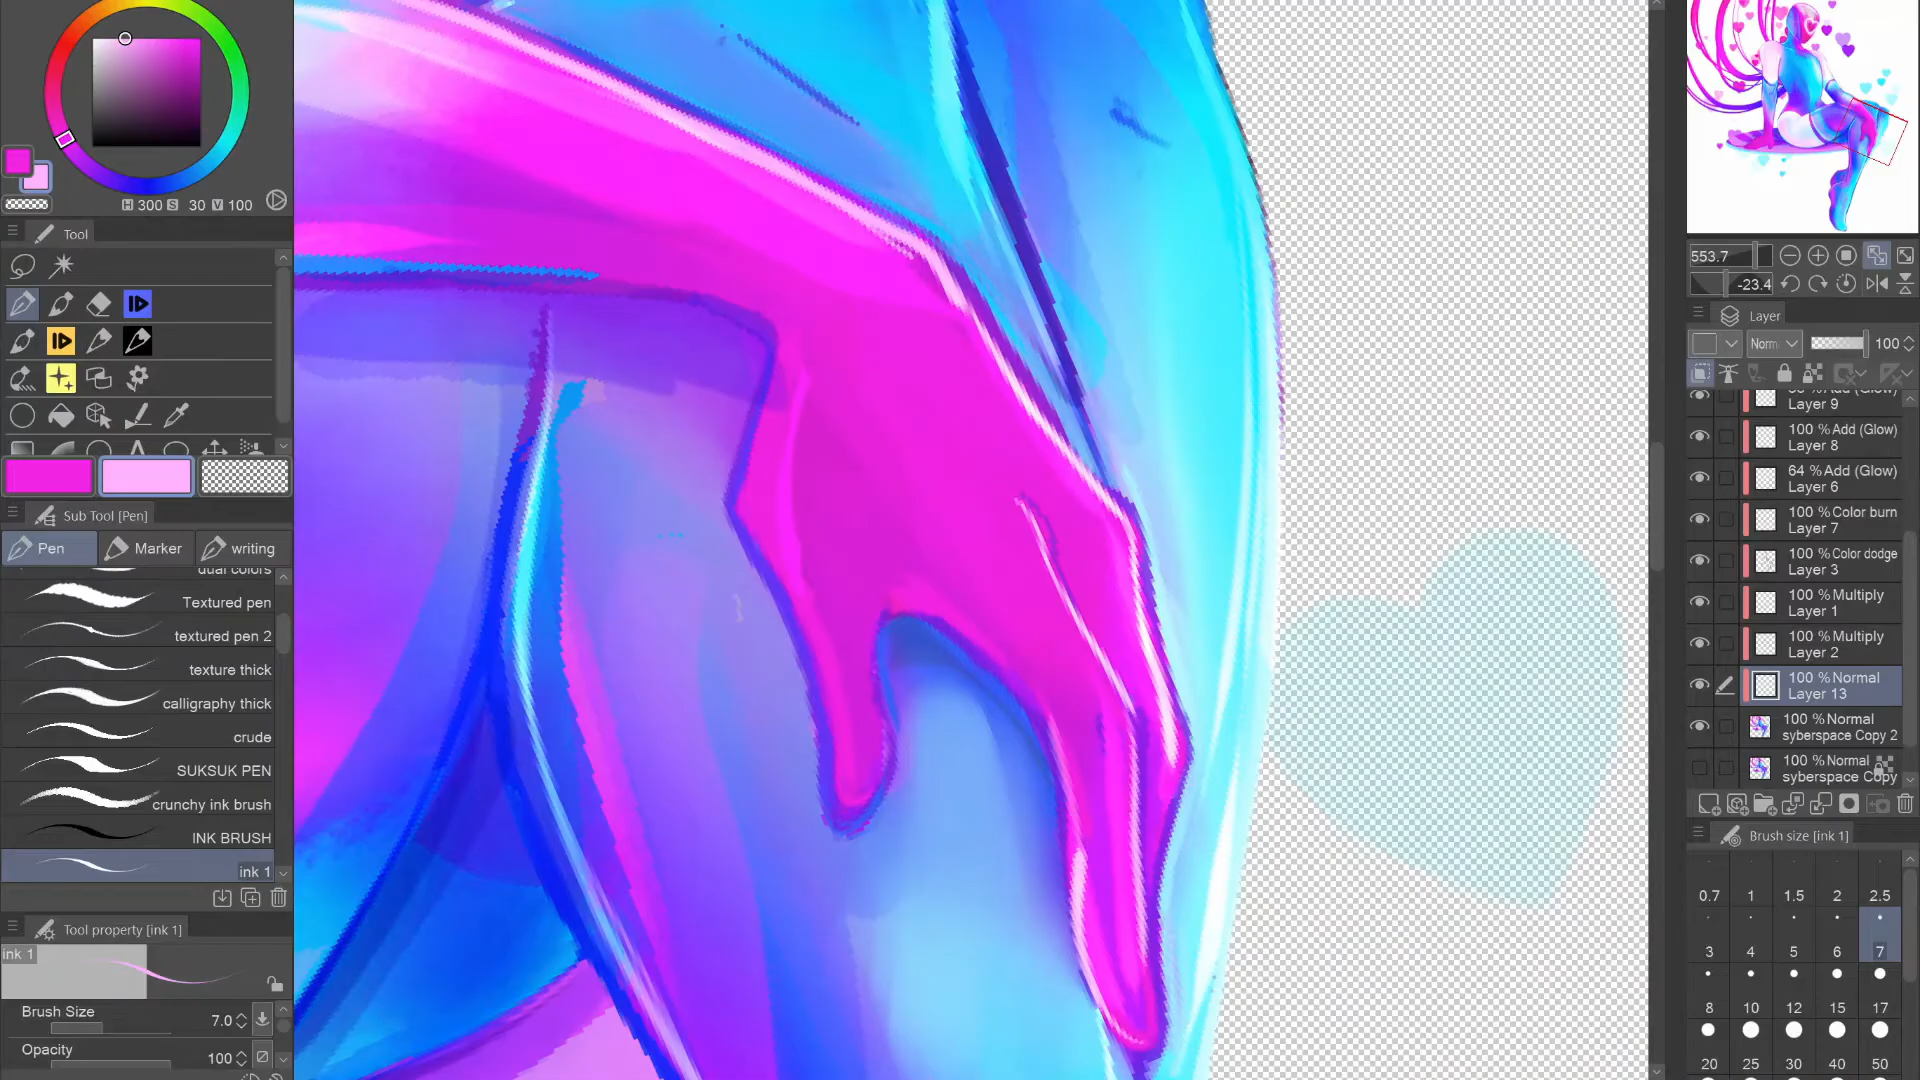 H 300 S 30 V 100
Tool
Sub Tool [Pen]
Pen
Marker
writing
dual colors
Textured pen
textured pen 2
texture thick
calligraphy thick
crude
SUKSUK PEN
crunchy ink brush
INK BRUSH
ink 1
Tool property [ink 1]
ink 1
Brush Size
7.0
Opacity
100
553.7
-23.4
Layer
Norm
100
Add (Glow)
Layer 9
100 % Add (Glow)
Layer 8
64 % Add (Glow)
Layer 6
100 % Color burn
Layer 7
100 % Color dodge
Layer 3
100 % Multiply
Layer 1
100 % Multiply
Layer 2
100 % Normal
Layer 13
100 % Normal
syberspace Copy 2
100 % Normal
syberspace Copy
Brush size [ink 1]
0.7 1 1.5 2 2.5
3 4 5 6 7
8 10 12 15 17
20 25 30 40 50